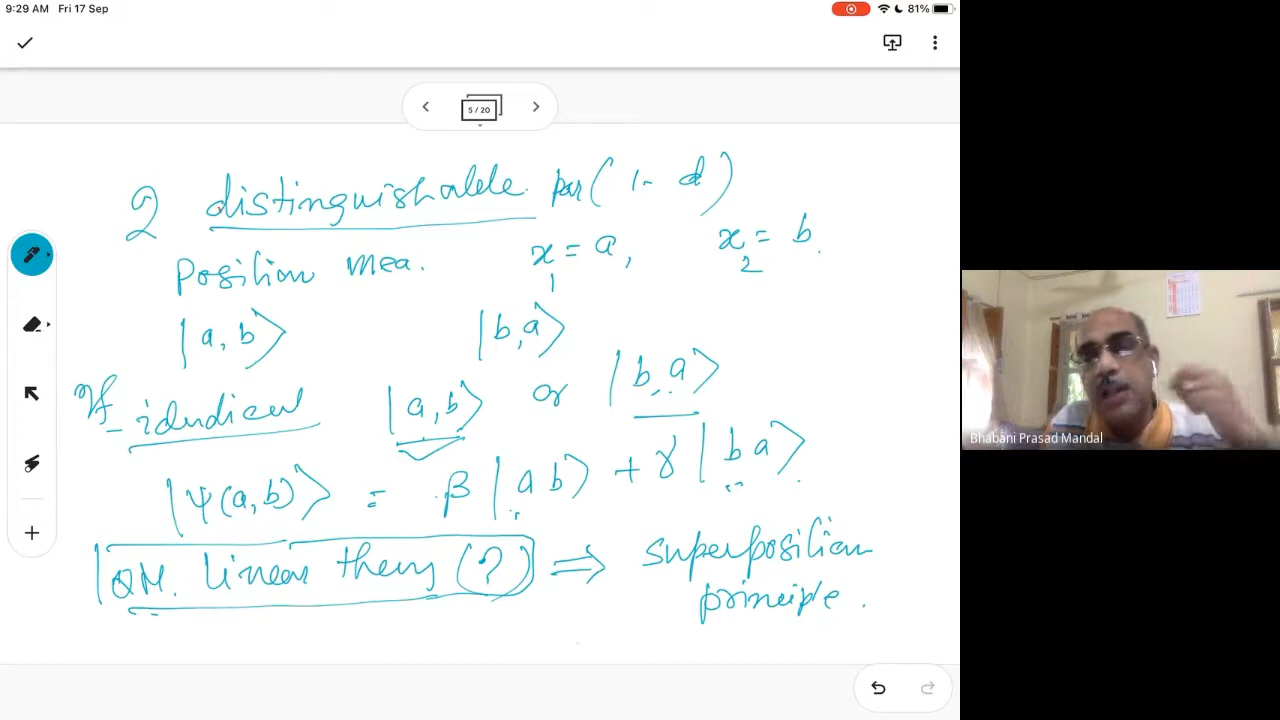 9:29 AM Fri 17 Sep
81%
5 / 20
2 distinguishable par (1-d)
Position mea. x₁ = a, x₂ = b.
|a, b⟩ |b, a⟩
If identical |a, b⟩ or |b a⟩
|Ψ(a, b)⟩ = β |a b⟩ + γ |b a⟩.
QM. linear theory (?) ⇒ superposition
principle.
Bhabani Prasad Mandal